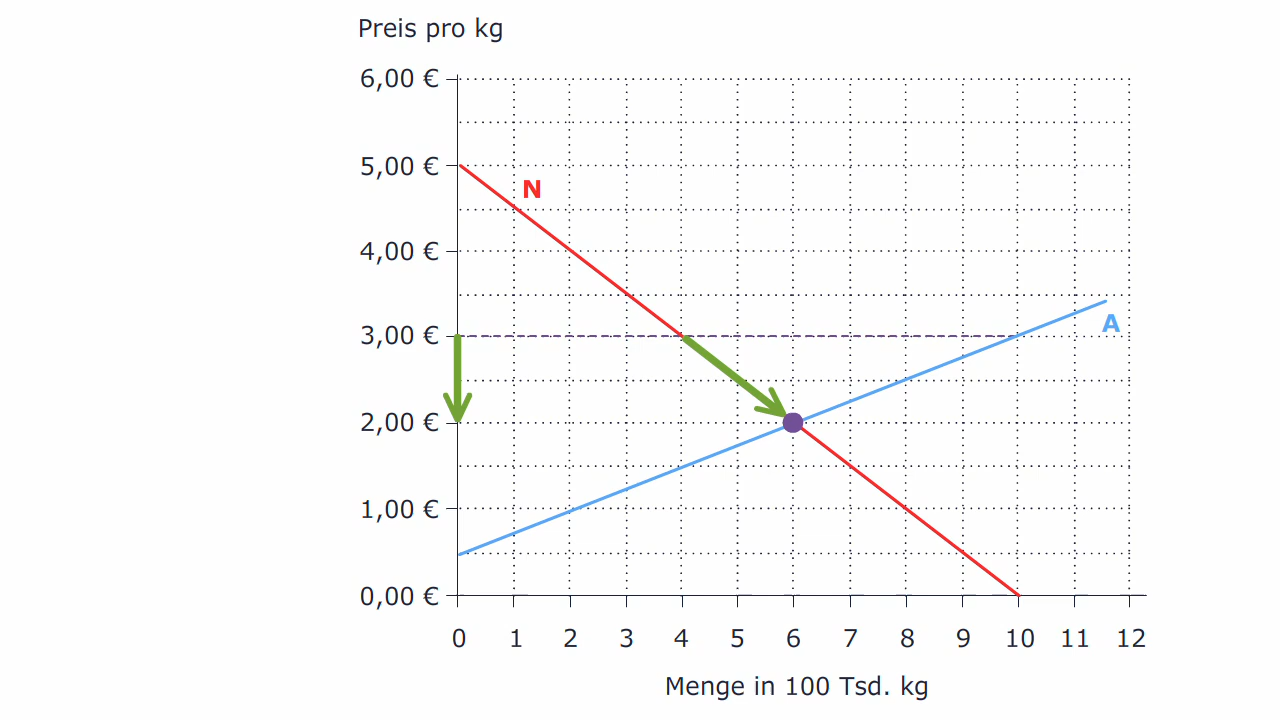 Preis pro kg
6,00 €
5,00 €
N
4,00 €
3,00 €
A
2,00 €
1,00 €
0,00 €
0 1 2 3 4 5 6 7 8 9 10 11 12
Menge in 100 Tsd. kg